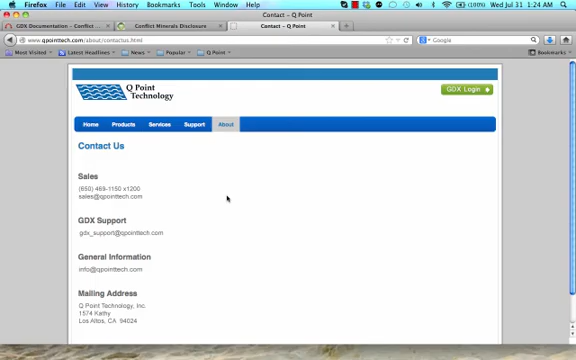 Firefox File Edit View History Bookmarks Tools Window Help (100%) Wed Jul 31 1:24 AM
Contact – Q Point
GDX Documentation – Conflict ... Conflict Minerals Disclosure Contact – Q Point
www.qpointtech.com/about/contactus.html Google
Most Visited Latest Headlines News Popular Q Point Bookmarks
Q Point
Technology
GDX Login
Home Products Services Support About
Contact Us
Sales
(650) 469-1150 x1200
sales@qpointtech.com
GDX Support
gdx_support@qpointtech.com
General Information
info@qpointtech.com
Mailing Address
Q Point Technology, Inc.
1574 Kathy
Los Altos, CA 94024